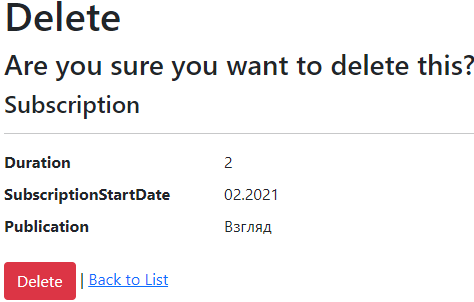 Delete
Are you sure you want to delete this?
Subscription
Duration 2
SubscriptionStartDate 02.2021
Publication Взгляд
Delete | Back to List